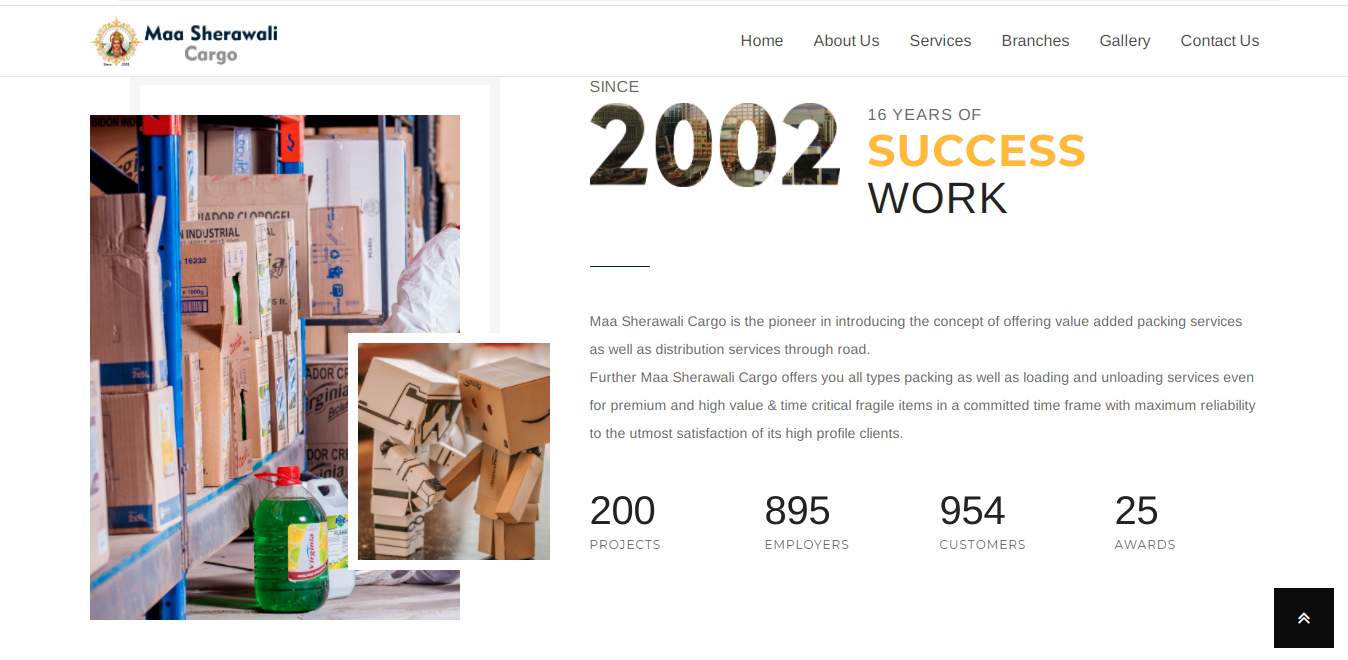 Maa Sherawali
Cargo
Home About Us Services Branches Gallery Contact Us
SINCE
2002
16 YEARS OF
SUCCESS
WORK
Maa Sherawali Cargo is the pioneer in introducing the concept of offering value added packing services
as well as distribution services through road.
Further Maa Sherawali Cargo offers you all types packing as well as loading and unloading services even
for premium and high value & time critical fragile items in a committed time frame with maximum reliability
to the utmost satisfaction of its high profile clients.
200 895 954 25
PROJECTS EMPLOYERS CUSTOMERS AWARDS
INDUSTRIAL
16232
Virginia